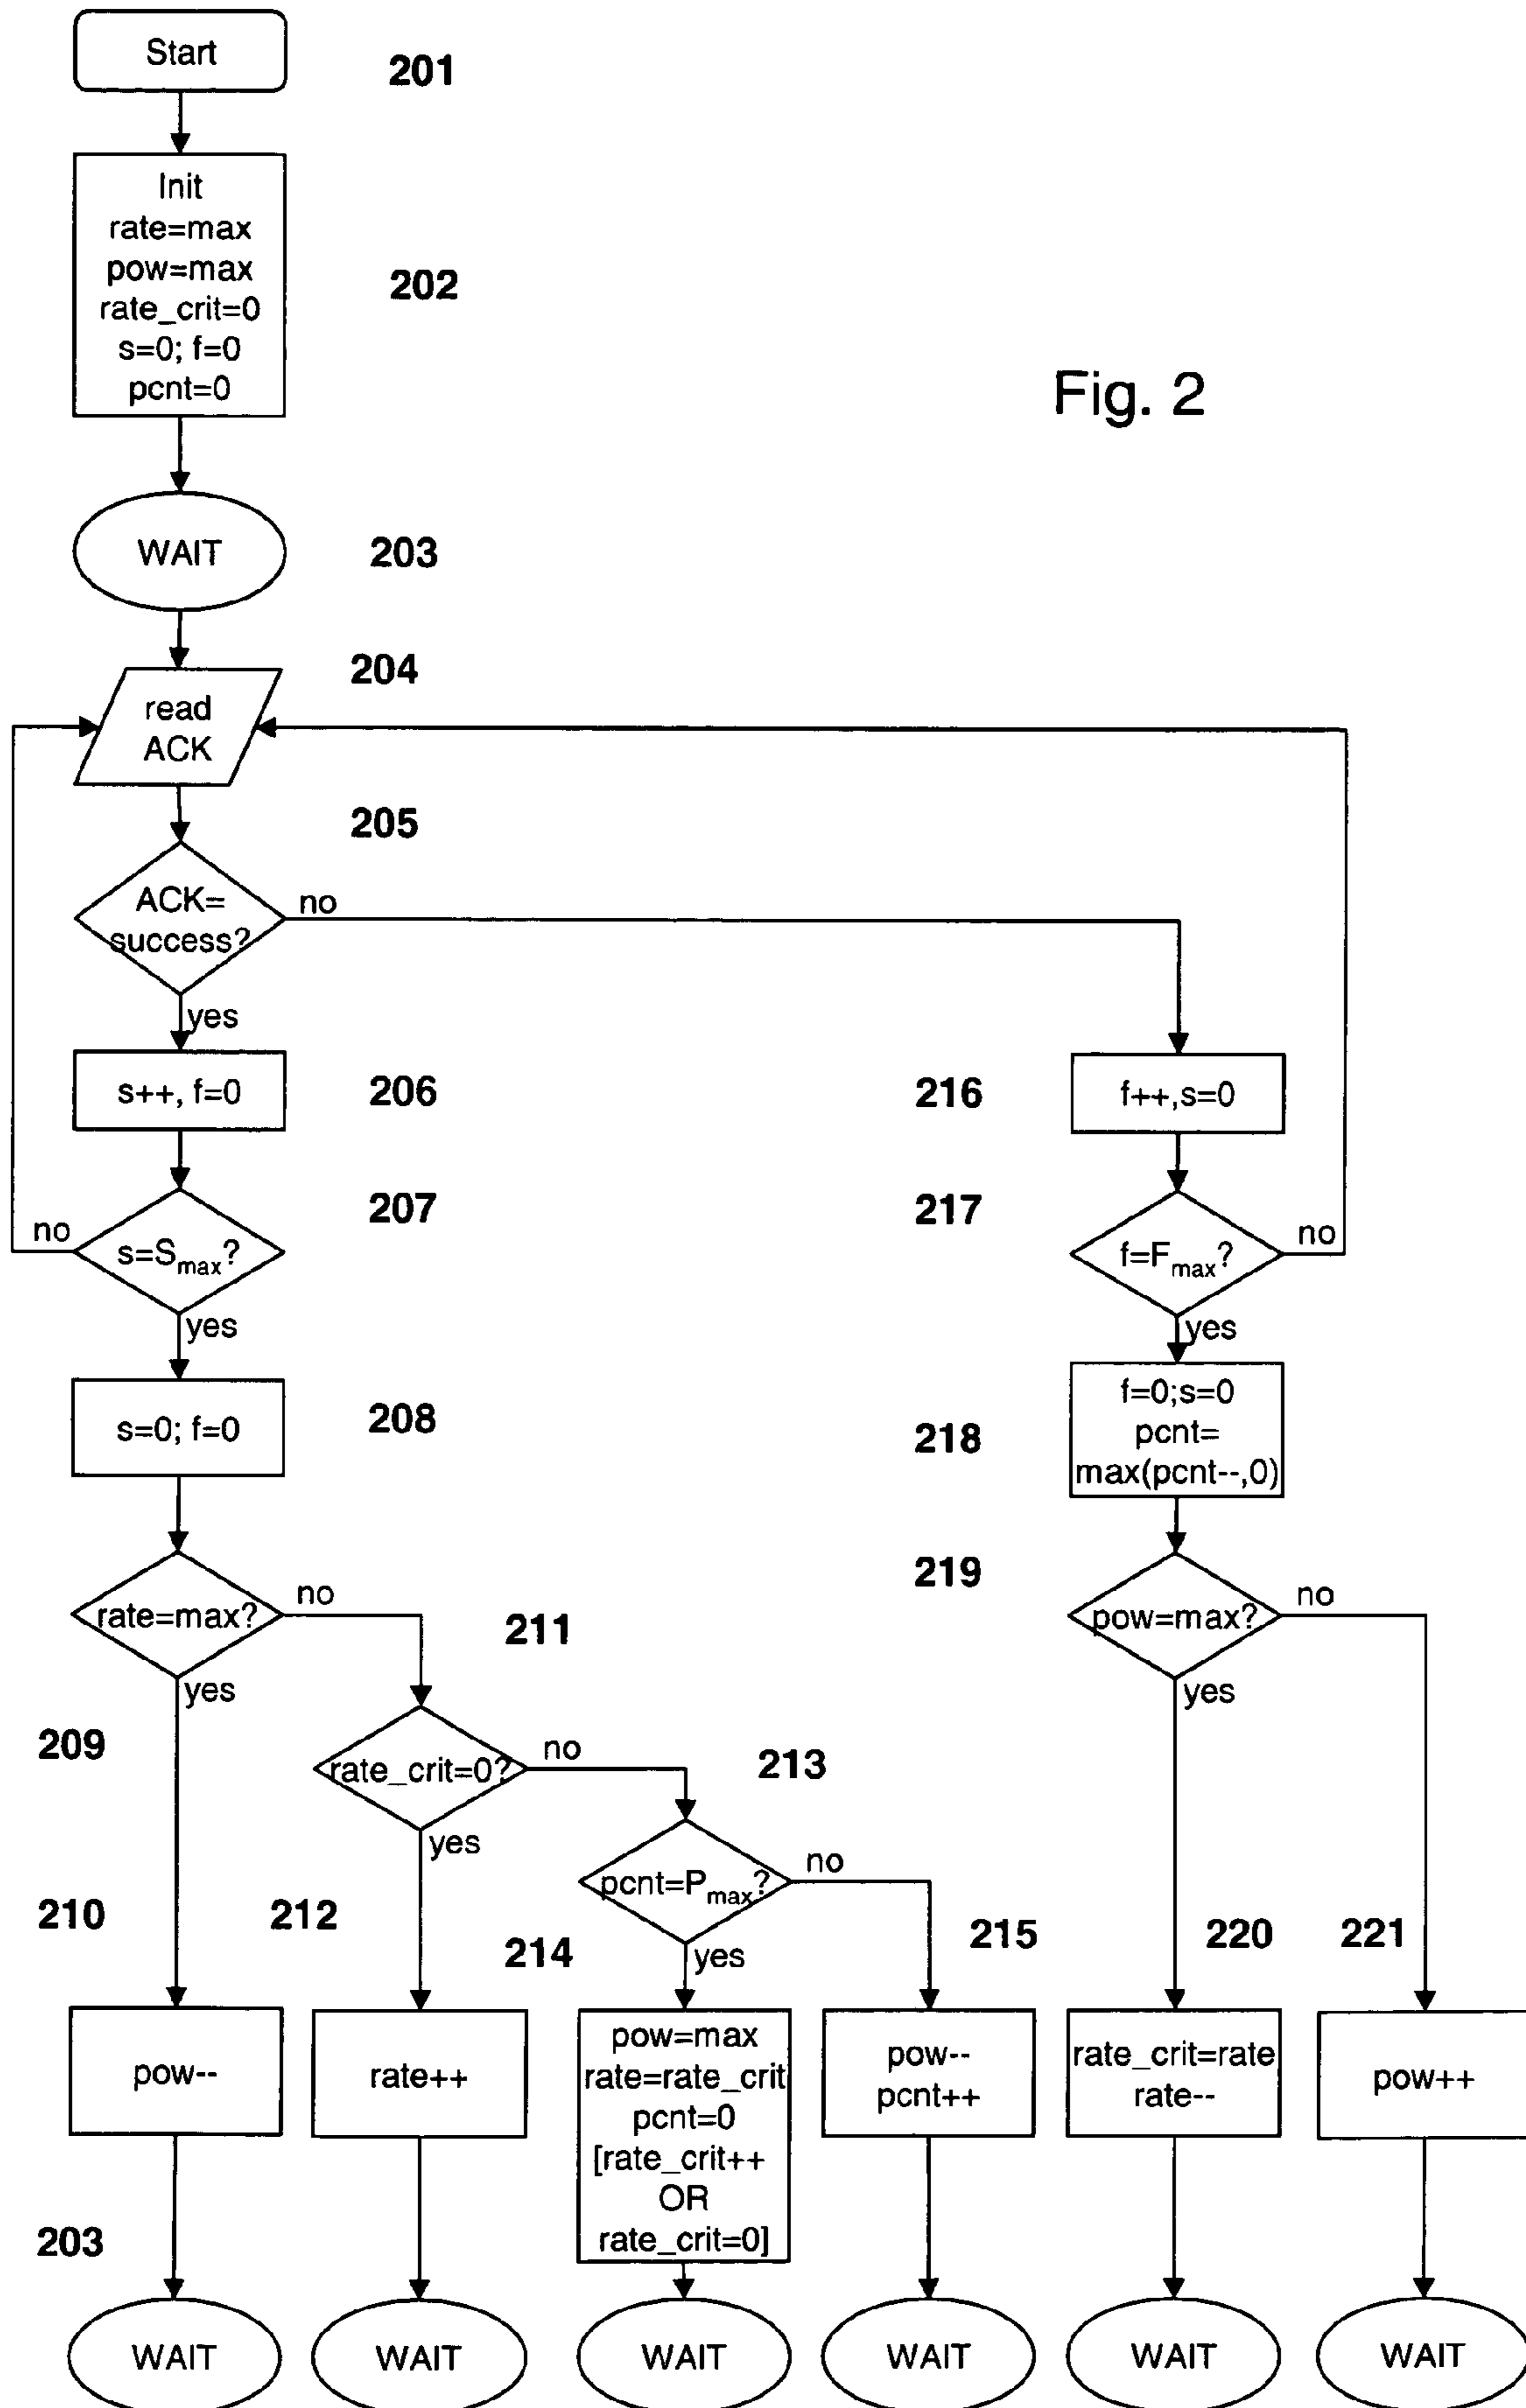 Start
201
Init
rate=max
pow=max
rate_crit=0
s=0; f=0
pcnt=0
202
Fig. 2
WAIT
203
204
read
ACK
205
ACK=
success?
no
yes
s++, f=0
206
216
f++,s=0
207
217
no
s=Smax?
f=Fmax?
no
yes
yes
s=0; f=0
208
218
f=0;s=0
pcnt=
max(pcnt--,0)
219
rate=max?
no
211
pow=max?
no
yes
yes
209
rate_crit=0?
no
213
yes
pcnt=Pmax?
no
210
212
214
yes
215
220
221
pow--
rate++
pow=max
rate=rate_crit
pcnt=0
[rate_crit++
OR
rate_crit=0]
pow--
pcnt++
rate_crit=rate
rate--
pow++
203
WAIT
WAIT
WAIT
WAIT
WAIT
WAIT